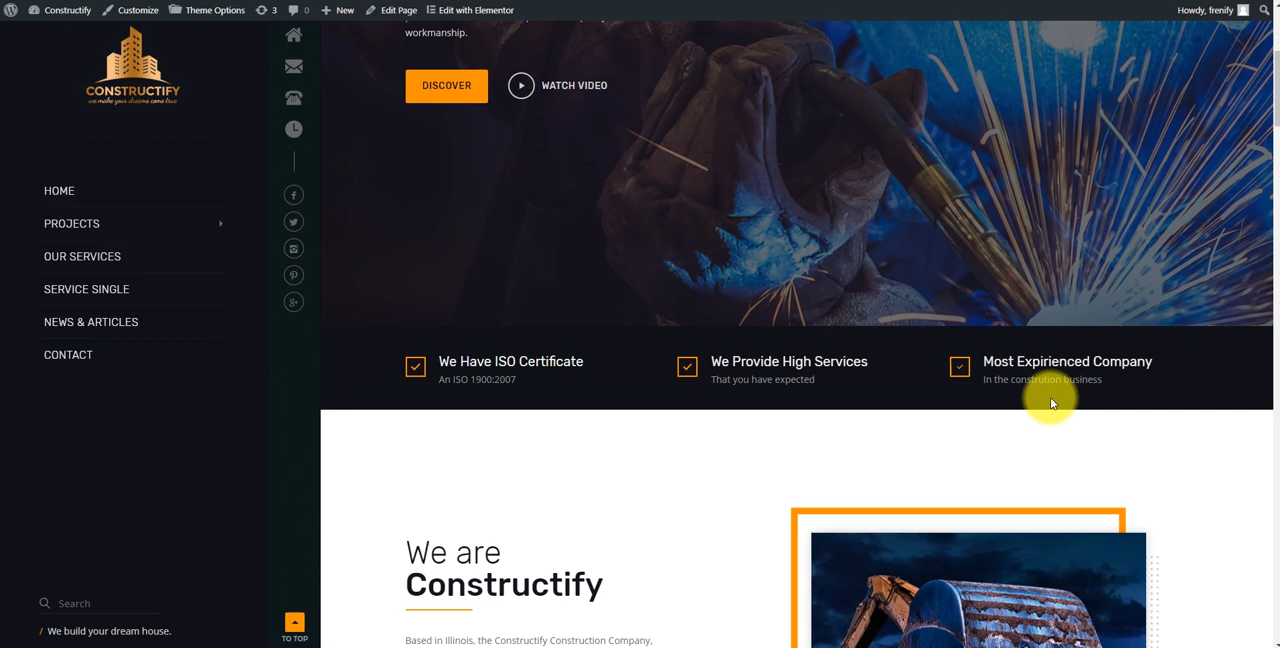 Constructify
Customize
Theme Options
3
0
New
Edit Page
Edit with Elementor
Howdy, frenify
CONSTRUCTIFY
we make your dreams come true
HOME
PROJECTS
OUR SERVICES
SERVICE SINGLE
NEWS & ARTICLES
CONTACT
Search
/ We build your dream house.
TO TOP
workmanship.
DISCOVER
WATCH VIDEO
We Have ISO Certificate
An ISO 1900:2007
We Provide High Services
That you have expected
Most Expirienced Company
In the constrution business
We are
Constructify
Based in Illinois, the Constructify Construction Company,